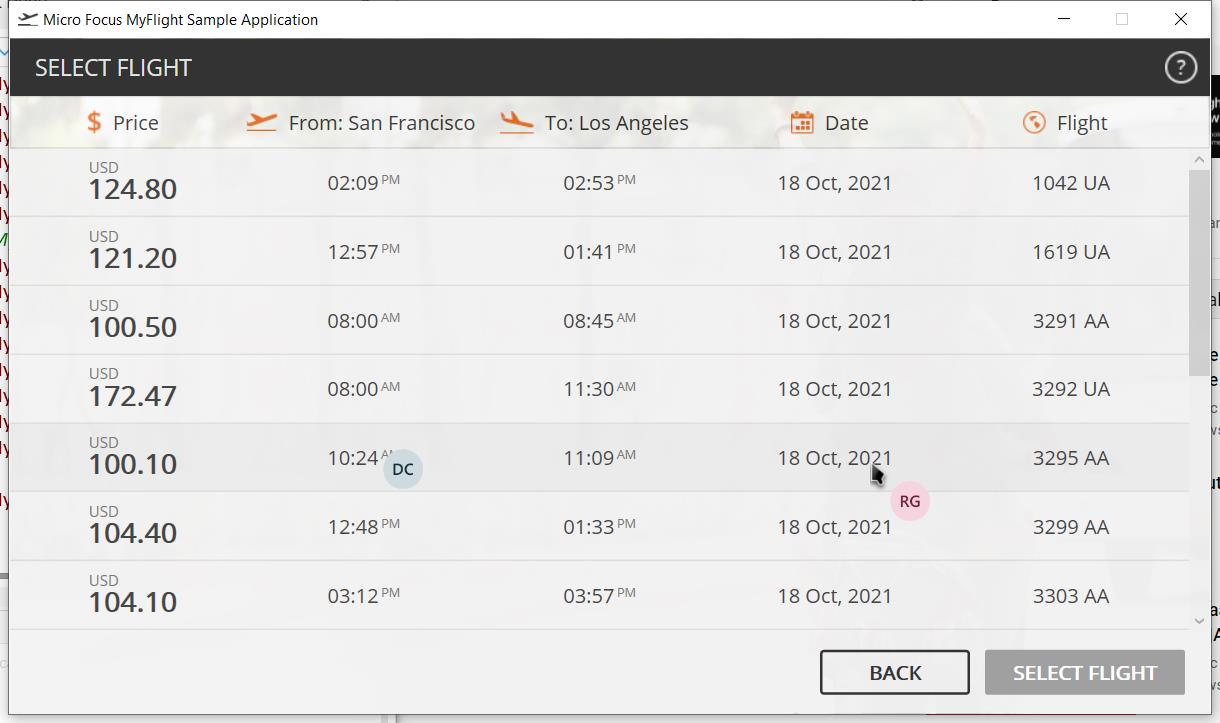 Micro Focus MyFlight Sample Application
SELECT FLIGHT ?
$ Price From: San Francisco To: Los Angeles Date Flight
USD
124.80 02:09 PM 02:53 PM 18 Oct, 2021 1042 UA
USD
121.20 12:57 PM 01:41 PM 18 Oct, 2021 1619 UA
USD
100.50 08:00 AM 08:45 AM 18 Oct, 2021 3291 AA
USD
172.47 08:00 AM 11:30 AM 18 Oct, 2021 3292 UA
USD
100.10 10:24 DC 11:09 AM 18 Oct, 2021 3295 AA
RG
USD
104.40 12:48 PM 01:33 PM 18 Oct, 2021 3299 AA
USD
104.10 03:12 PM 03:57 PM 18 Oct, 2021 3303 AA
BACK SELECT FLIGHT